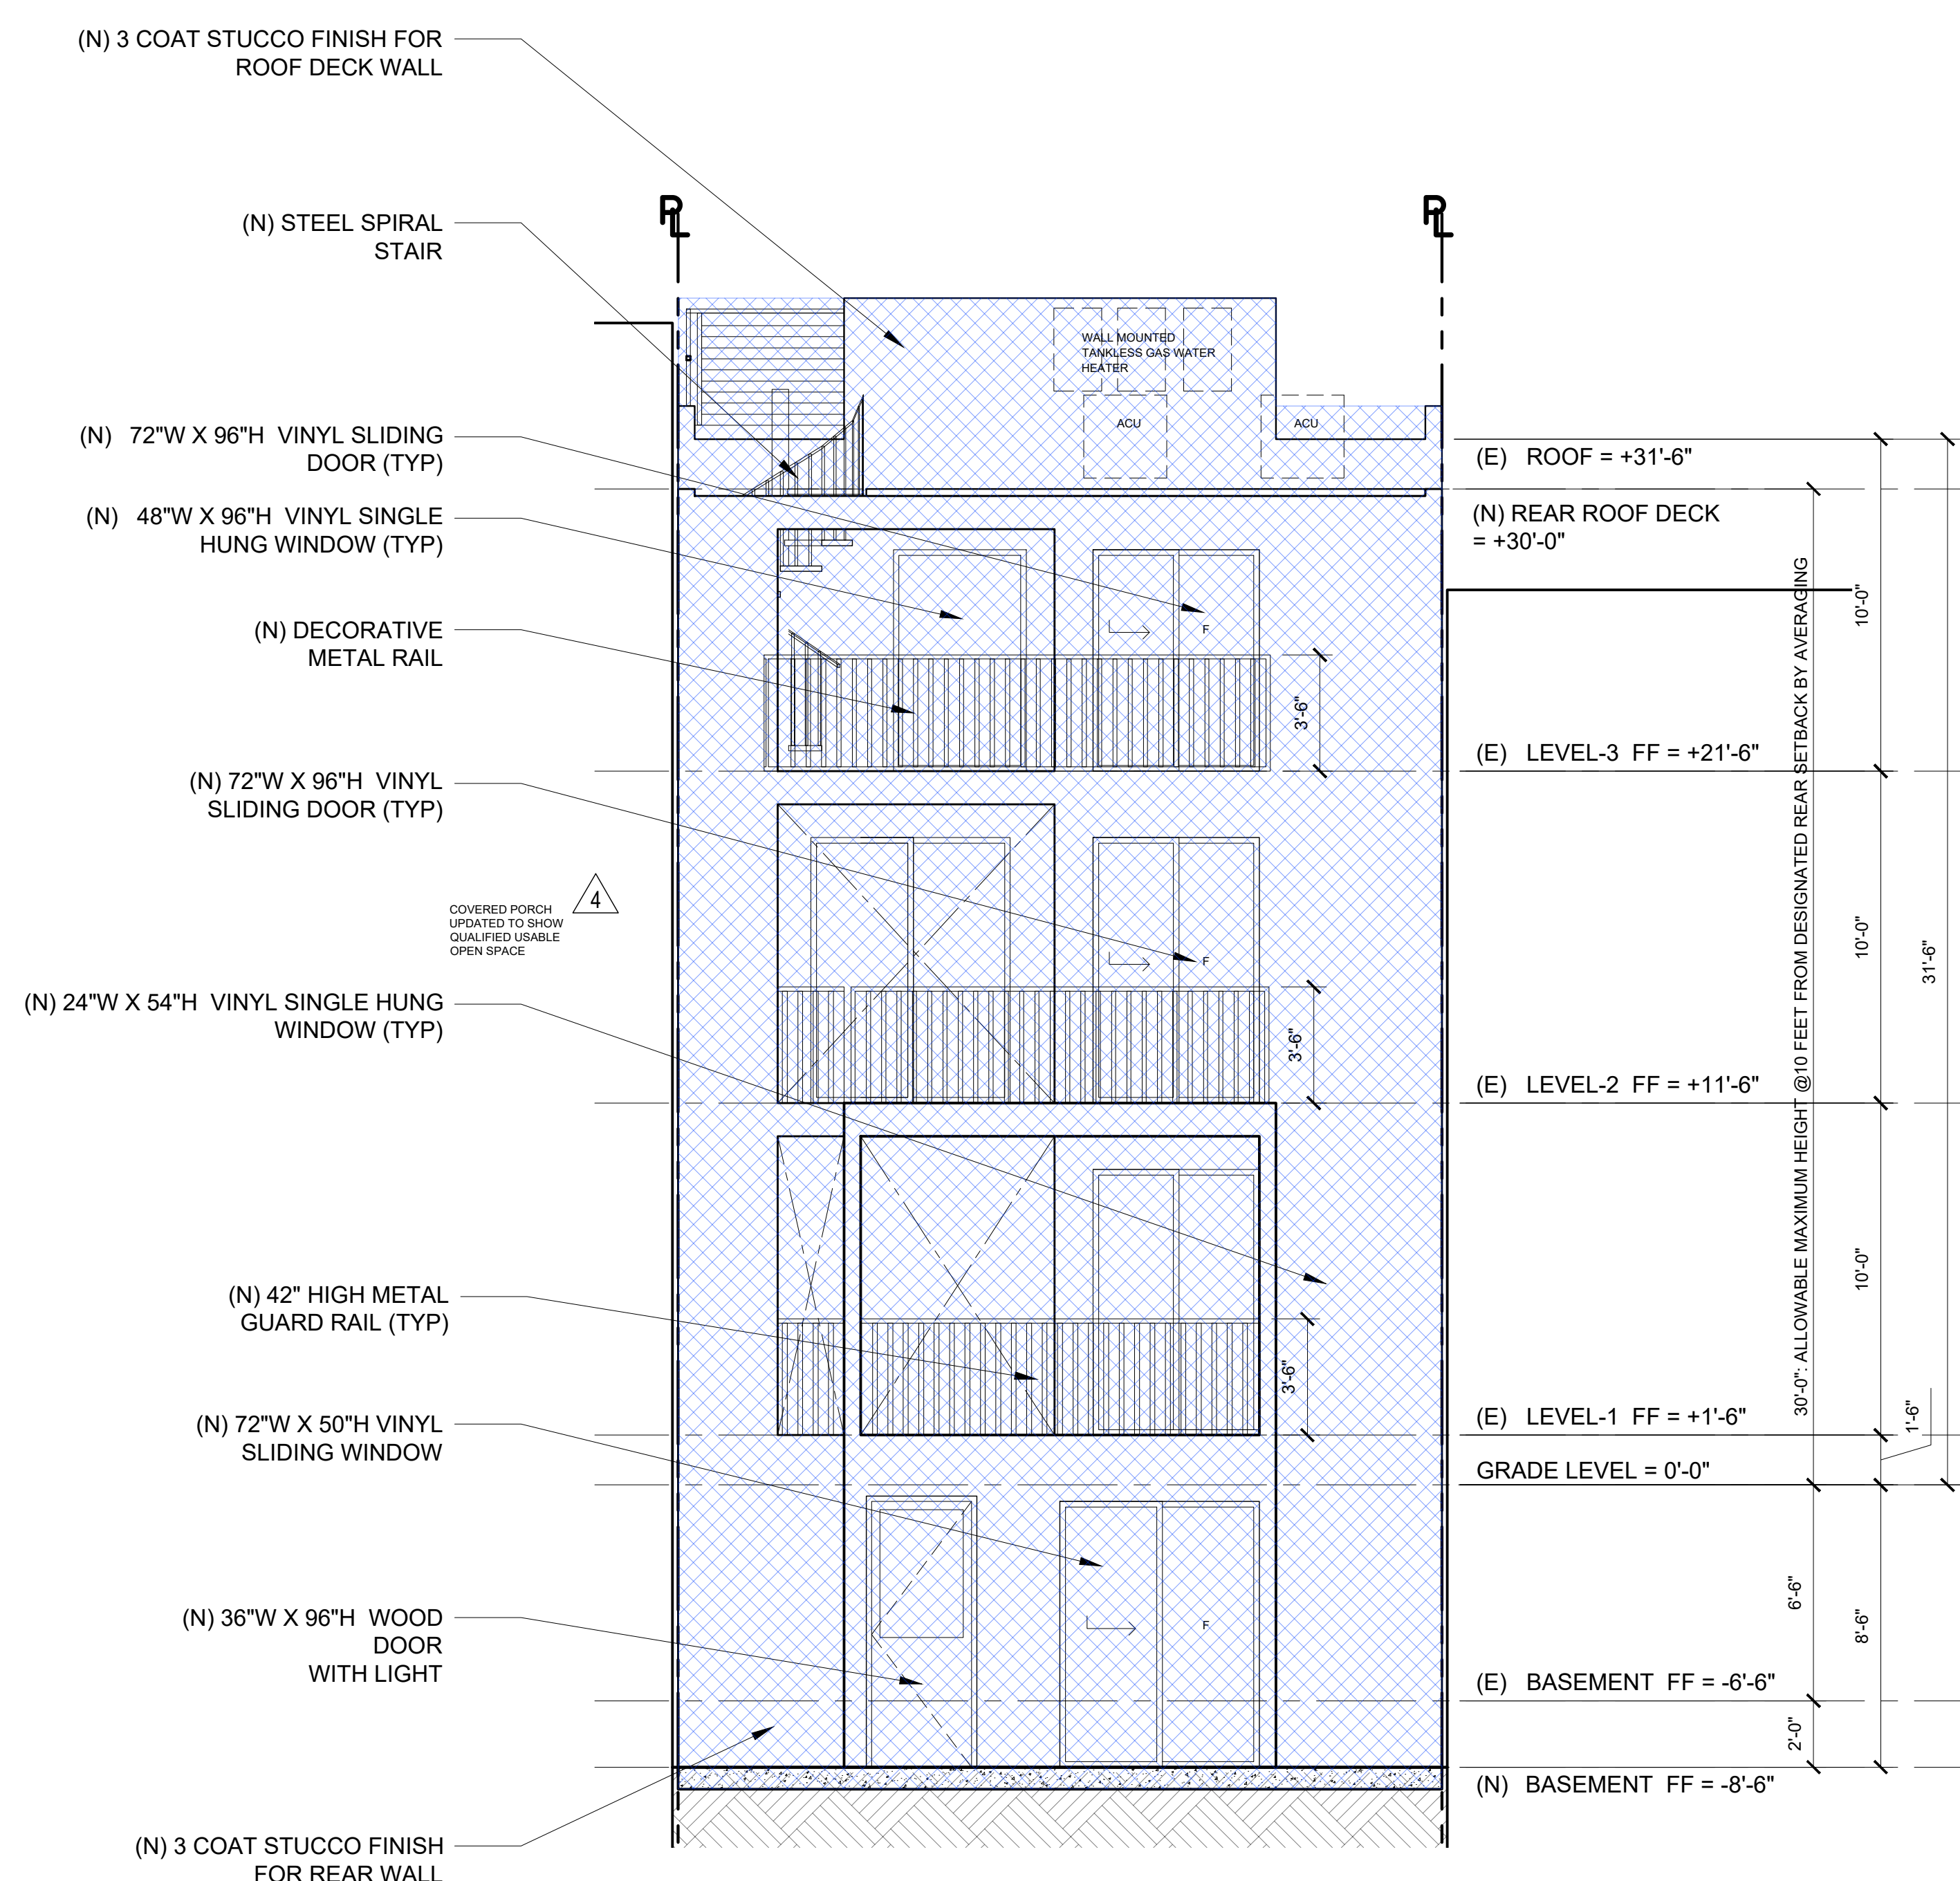 (N) 3 COAT STUCCO FINISH FOR
ROOF DECK WALL
PL
PL
(N) STEEL SPIRAL
STAIR
WALL MOUNTED
TANKLESS GAS WATER
HEATER
ACU
ACU
(N) 72"W X 96"H VINYL SLIDING
DOOR (TYP)
(E) ROOF = +31'-6"
(N) 48"W X 96"H VINYL SINGLE
HUNG WINDOW (TYP)
(N) REAR ROOF DECK
= +30'-0"
(N) DECORATIVE
METAL RAIL
F
10'-0"
3'-6"
(E) LEVEL-3 FF = +21'-6"
(N) 72"W X 96"H VINYL
SLIDING DOOR (TYP)
4
COVERED PORCH
UPDATED TO SHOW
QUALIFIED USABLE
OPEN SPACE
F
10'-0"
31'-6"
30'-0": ALLOWABLE MAXIMUM HEIGHT @10 FEET FROM DESIGNATED REAR SETBACK BY AVERAGING
(N) 24"W X 54"H VINYL SINGLE HUNG
WINDOW (TYP)
3'-6"
(E) LEVEL-2 FF = +11'-6"
(N) 42" HIGH METAL
GUARD RAIL (TYP)
10'-0"
3'-6"
(E) LEVEL-1 FF = +1'-6"
1'-6"
(N) 72"W X 50"H VINYL
SLIDING WINDOW
GRADE LEVEL = 0'-0"
6'-6"
8'-6"
F
(N) 36"W X 96"H WOOD
DOOR
WITH LIGHT
(E) BASEMENT FF = -6'-6"
2'-0"
(N) BASEMENT FF = -8'-6"
(N) 3 COAT STUCCO FINISH
FOR REAR WALL